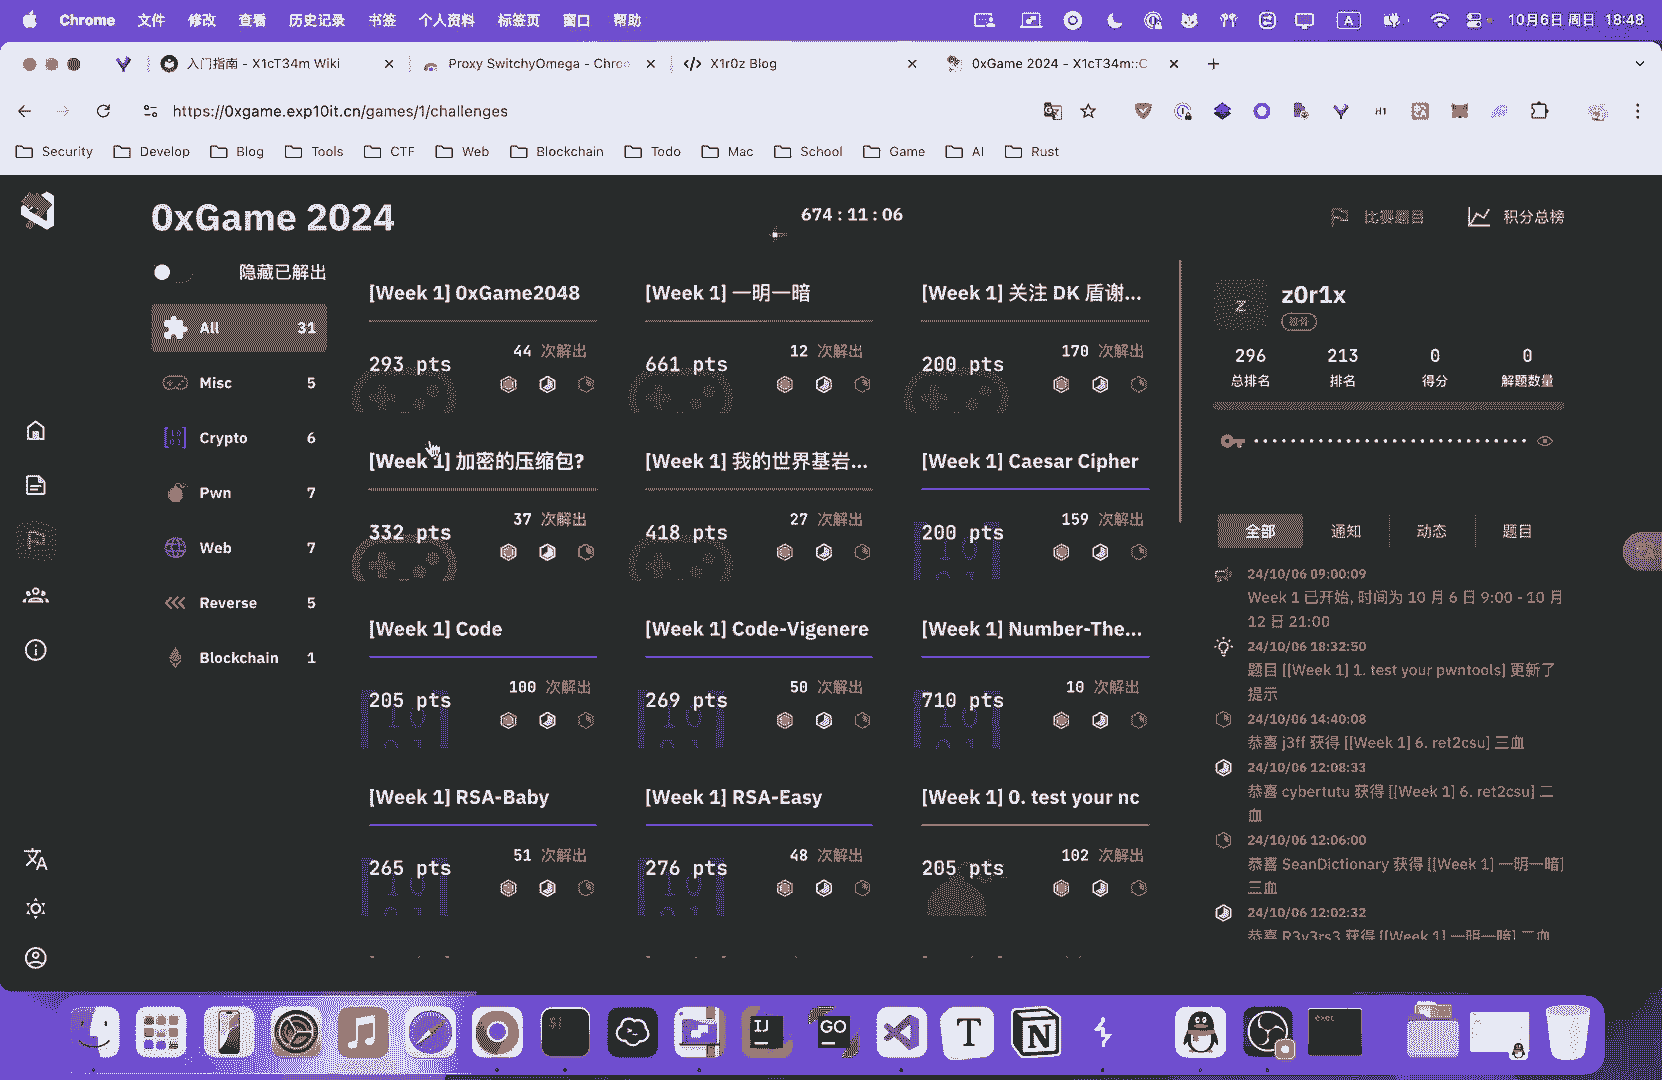 Chrome 文件 修改 查看 历史记录 书签 个人资料 标签页 窗口 帮助 A 10月6日 周日 18:48
入门指南 - X1cT34m Wiki
Proxy SwitchyOmega - Chro
X1r0z Blog
0xGame 2024 - X1cT34m::C
https://0xgame.exp10it.cn/games/1/challenges
Security Develop Blog Tools CTF Web Blockchain Todo Mac School Game AI Rust
0xGame 2024
674 : 11 : 06
比赛题目 积分总榜
隐藏已解出
All 31
Misc 5
Crypto 6
Pwn 7
Web 7
Reverse 5
Blockchain 1
[Week 1] 0xGame2048
293 pts
44 次解出
[Week 1] 一明一暗
661 pts
12 次解出
[Week 1] 关注 DK 盾谢...
200 pts
170 次解出
[Week 1] 加密的压缩包?
332 pts
37 次解出
[Week 1] 我的世界基岩...
418 pts
27 次解出
[Week 1] Caesar Cipher
200 pts
159 次解出
[Week 1] Code
205 pts
100 次解出
[Week 1] Code-Vigenere
269 pts
50 次解出
[Week 1] Number-The...
710 pts
10 次解出
[Week 1] RSA-Baby
265 pts
51 次解出
[Week 1] RSA-Easy
276 pts
48 次解出
[Week 1] 0. test your nc
205 pts
102 次解出
Z
z0r1x
296 213 0 0
总排名 排名 得分 解题数量
全部 通知 动态 题目
24/10/06 09:00:09
Week 1 已开始, 时间为 10 月 6 日 9:00 - 10 月
12 日 21:00
24/10/06 18:32:50
题目 [[Week 1] 1. test your pwntools] 更新了
提示
24/10/06 14:40:08
恭喜 j3ff 获得 [[Week 1] 6. ret2csu] 三血
24/10/06 12:08:33
恭喜 cybertutu 获得 [[Week 1] 6. ret2csu] 二
血
24/10/06 12:06:00
恭喜 SeanDictionary 获得 [[Week 1] 一明一暗]
三血
24/10/06 12:02:32
恭喜 R3v3rs3 获得 [[Week 1] 一明一暗] 二血
$1
IJ
GO
T
N
exec